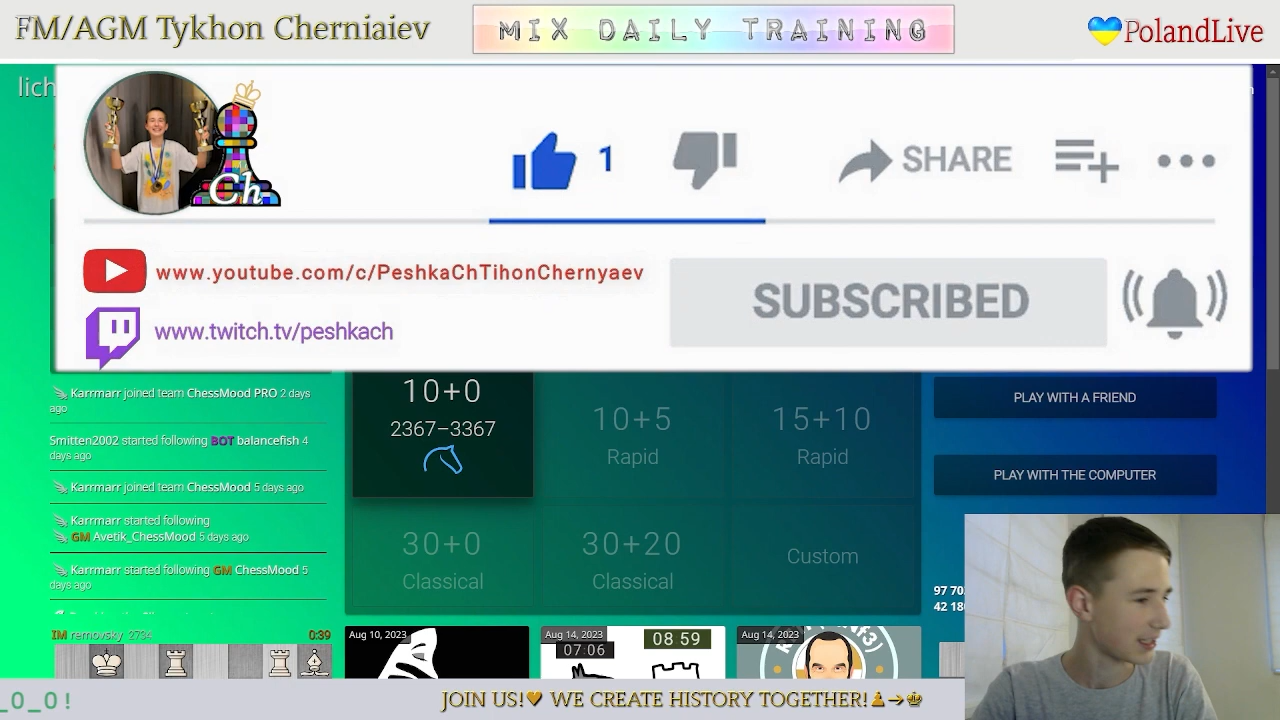 FM/AGM Tykhon Cherniaiev
MIX DAILY TRAINING
PolandLive
lich
Ch
1
SHARE
www.youtube.com/c/PeshkaChTihonChernyaev
www.twitch.tv/peshkach
SUBSCRIBED
Karrmarr joined team ChessMood PRO 2 days
ago
Smitten2002 started following BOT balancefish 4
days ago
Karrmarr joined team ChessMood 5 days ago
Karrmarr started following
GM Avetik_ChessMood 5 days ago
Karrmarr started following GM ChessMood 5
days ago
10+0
2367–3367
10+5
Rapid
15+10
Rapid
30+0
Classical
30+20
Classical
Custom
PLAY WITH A FRIEND
PLAY WITH THE COMPUTER
97 70
42 18
IM removsky 2734 0:39
Aug 10, 2023
Aug 14, 2023
07:06
08 59
Aug 14, 2023
_0_0!
JOIN US!♥ WE CREATE HISTORY TOGETHER!♟→♚